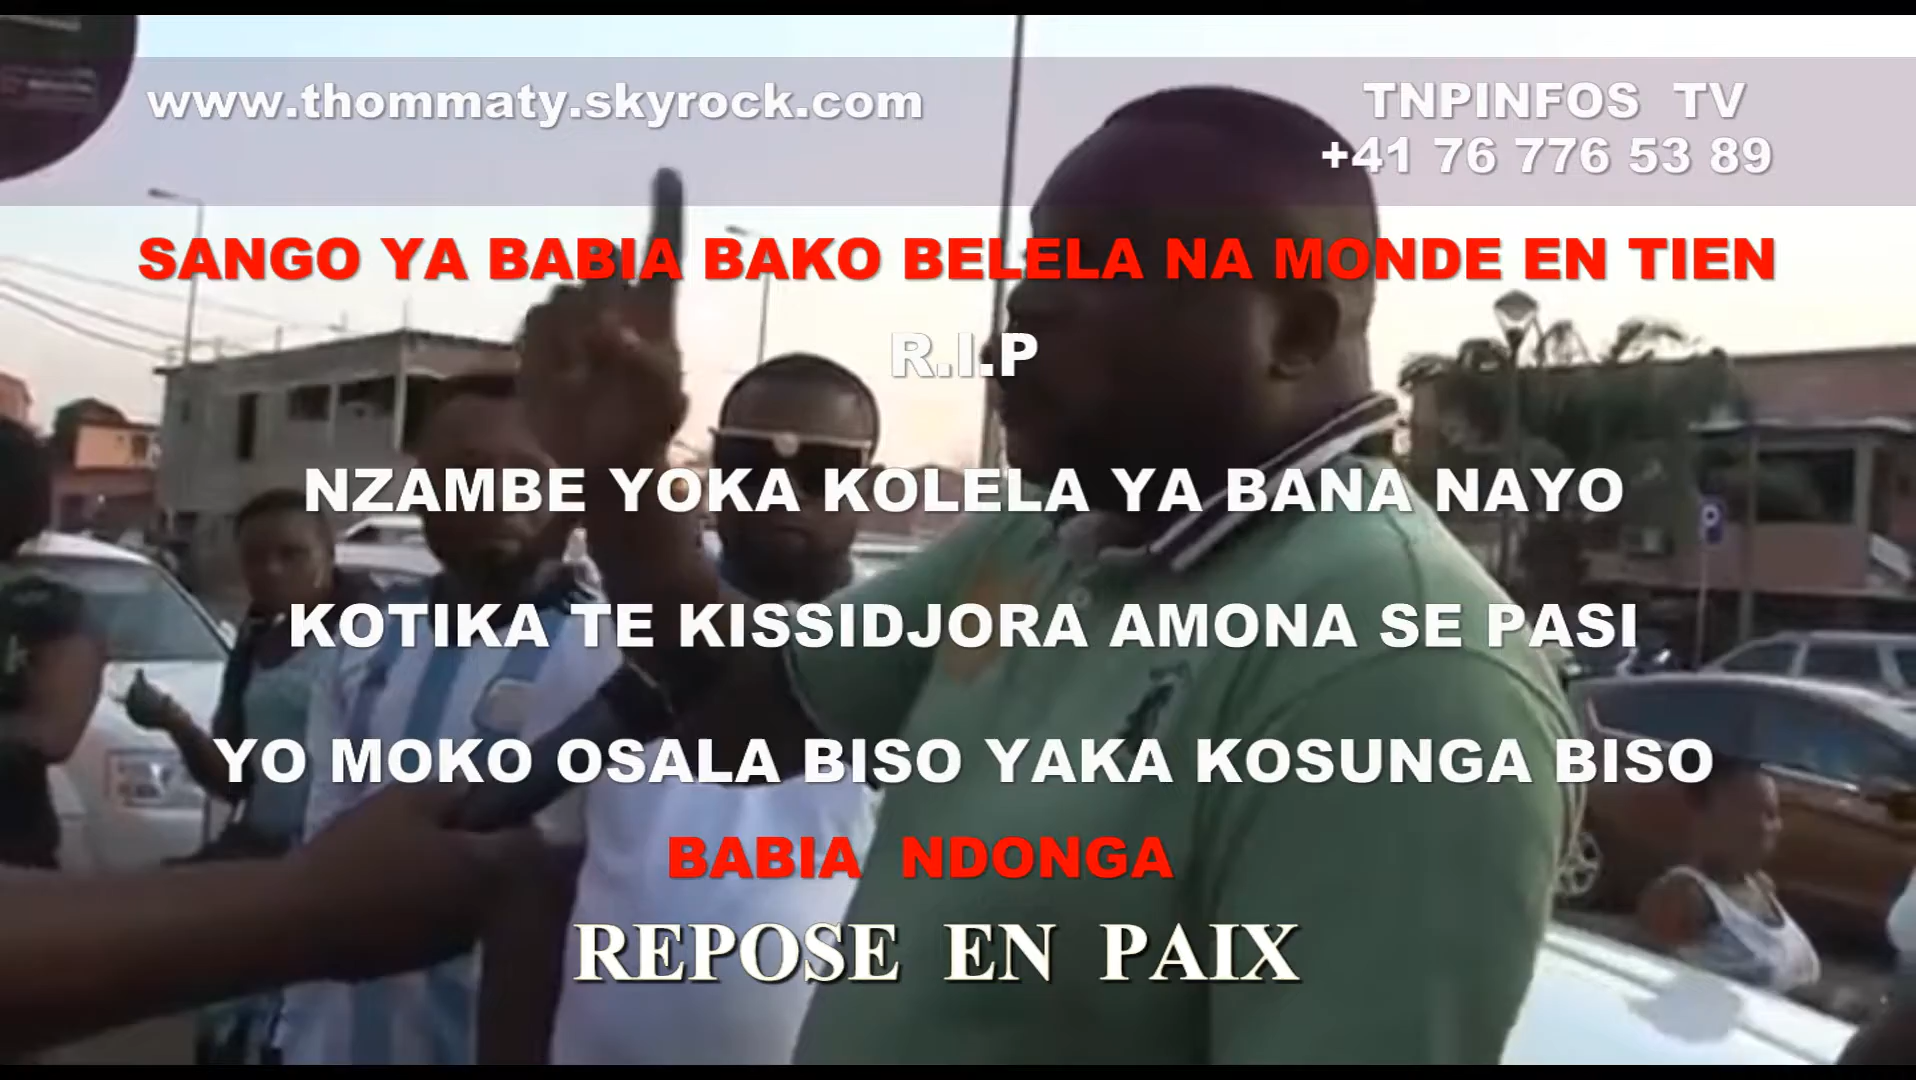 www.thommaty.skyrock.com
TNPINFOS TV
+41 76 776 53 89
SANGO YA BABIA BAKO BELELA NA MONDE EN TIEN
R.I.P
NZAMBE YOKA KOLELA YA BANA NAYO
KOTIKA TE KISSIDJORA AMONA SE PASI
YO MOKO OSALA BISO YAKA KOSUNGA BISO
BABIA NDONGA
REPOSE EN PAIX